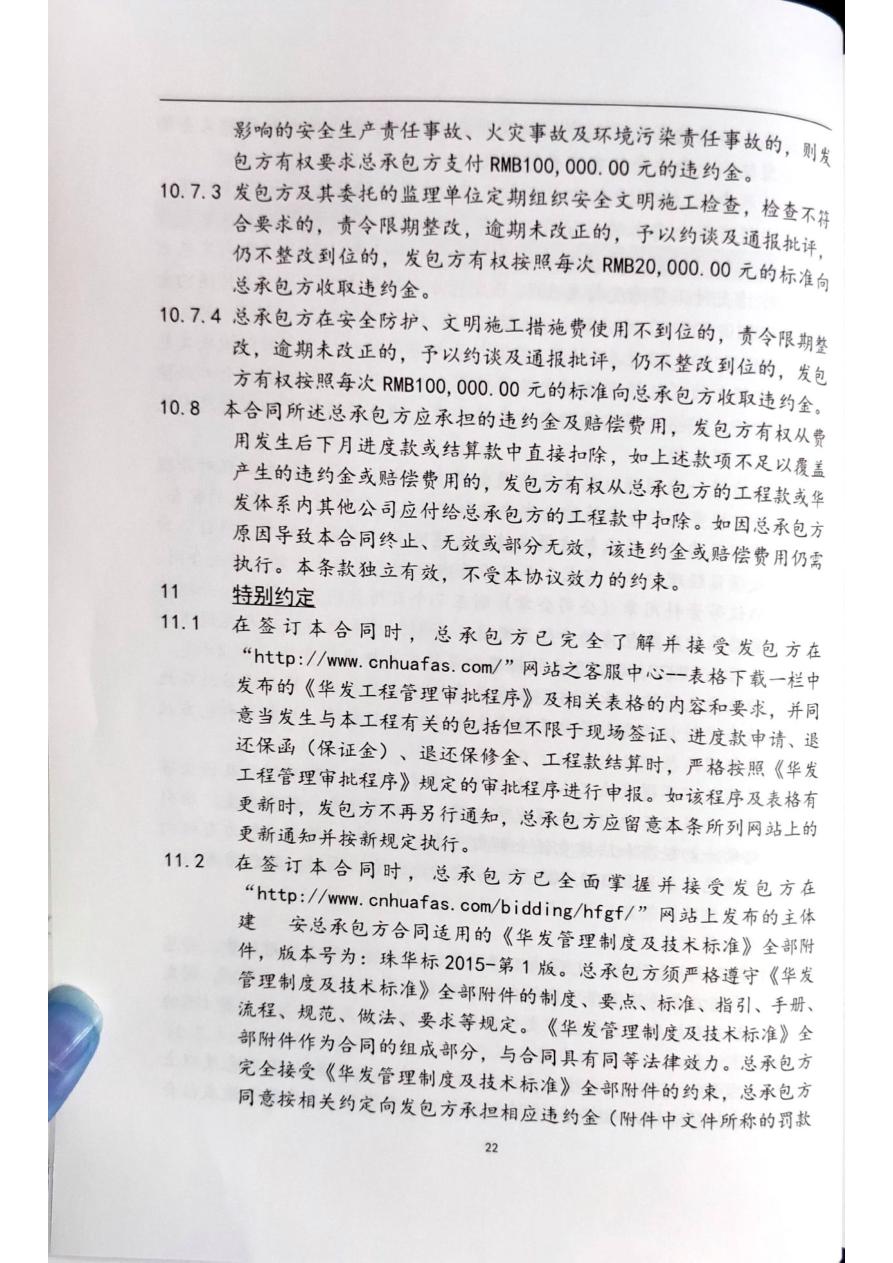 影响的安全生产责任事故、火灾事故及环境污染责任事故的，则发
包方有权要求总承包方支付 RMB100,000.00 元的违约金。
10.7.3 发包方及其委托的监理单位定期组织安全文明施工检查，检查不符
合要求的，责令限期整改，逾期未改正的，予以约谈及通报批评，
仍不整改到位的，发包方有权按照每次 RMB20,000.00 元的标准向
总承包方收取违约金。
10.7.4 总承包方在安全防护、文明施工措施费使用不到位的，责令限期整
改，逾期未改正的，予以约谈及通报批评，仍不整改到位的，发包
方有权按照每次 RMB100,000.00 元的标准向总承包方收取违约金。
10.8 本合同所述总承包方应承担的违约金及赔偿费用，发包方有权从费
用发生后下月进度款或结算款中直接扣除，如上述款项不足以覆盖
产生的违约金或赔偿费用的，发包方有权从总承包方的工程款或华
发体系内其他公司应付给总承包方的工程款中扣除。如因总承包方
原因导致本合同终止、无效或部分无效，该违约金或赔偿费用仍需
执行。本条款独立有效，不受本协议效力的约束。
11 特别约定
11.1 在签订本合同时，总承包方已完全了解并接受发包方在
“http://www.cnhuafas.com/”网站之客服中心--表格下载一栏中
发布的《华发工程管理审批程序》及相关表格的内容和要求，并同
意当发生与本工程有关的包括但不限于现场签证、进度款申请、退
还保函（保证金）、退还保修金、工程款结算时，严格按照《华发
工程管理审批程序》规定的审批程序进行申报。如该程序及表格有
更新时，发包方不再另行通知，总承包方应留意本条所列网站上的
更新通知并按新规定执行。
11.2 在签订本合同时，总承包方已全面掌握并接受发包方在
“http://www.cnhuafas.com/bidding/hfgf/”网站上发布的主体
建 安总承包方合同适用的《华发管理制度及技术标准》全部附
件，版本号为：珠华标 2015-第 1 版。总承包方须严格遵守《华发
管理制度及技术标准》全部附件的制度、要点、标准、指引、手册、
流程、规范、做法、要求等规定。《华发管理制度及技术标准》全
部附件作为合同的组成部分，与合同具有同等法律效力。总承包方
完全接受《华发管理制度及技术标准》全部附件的约束，总承包方
同意按相关约定向发包方承担相应违约金（附件中文件所称的罚款
22